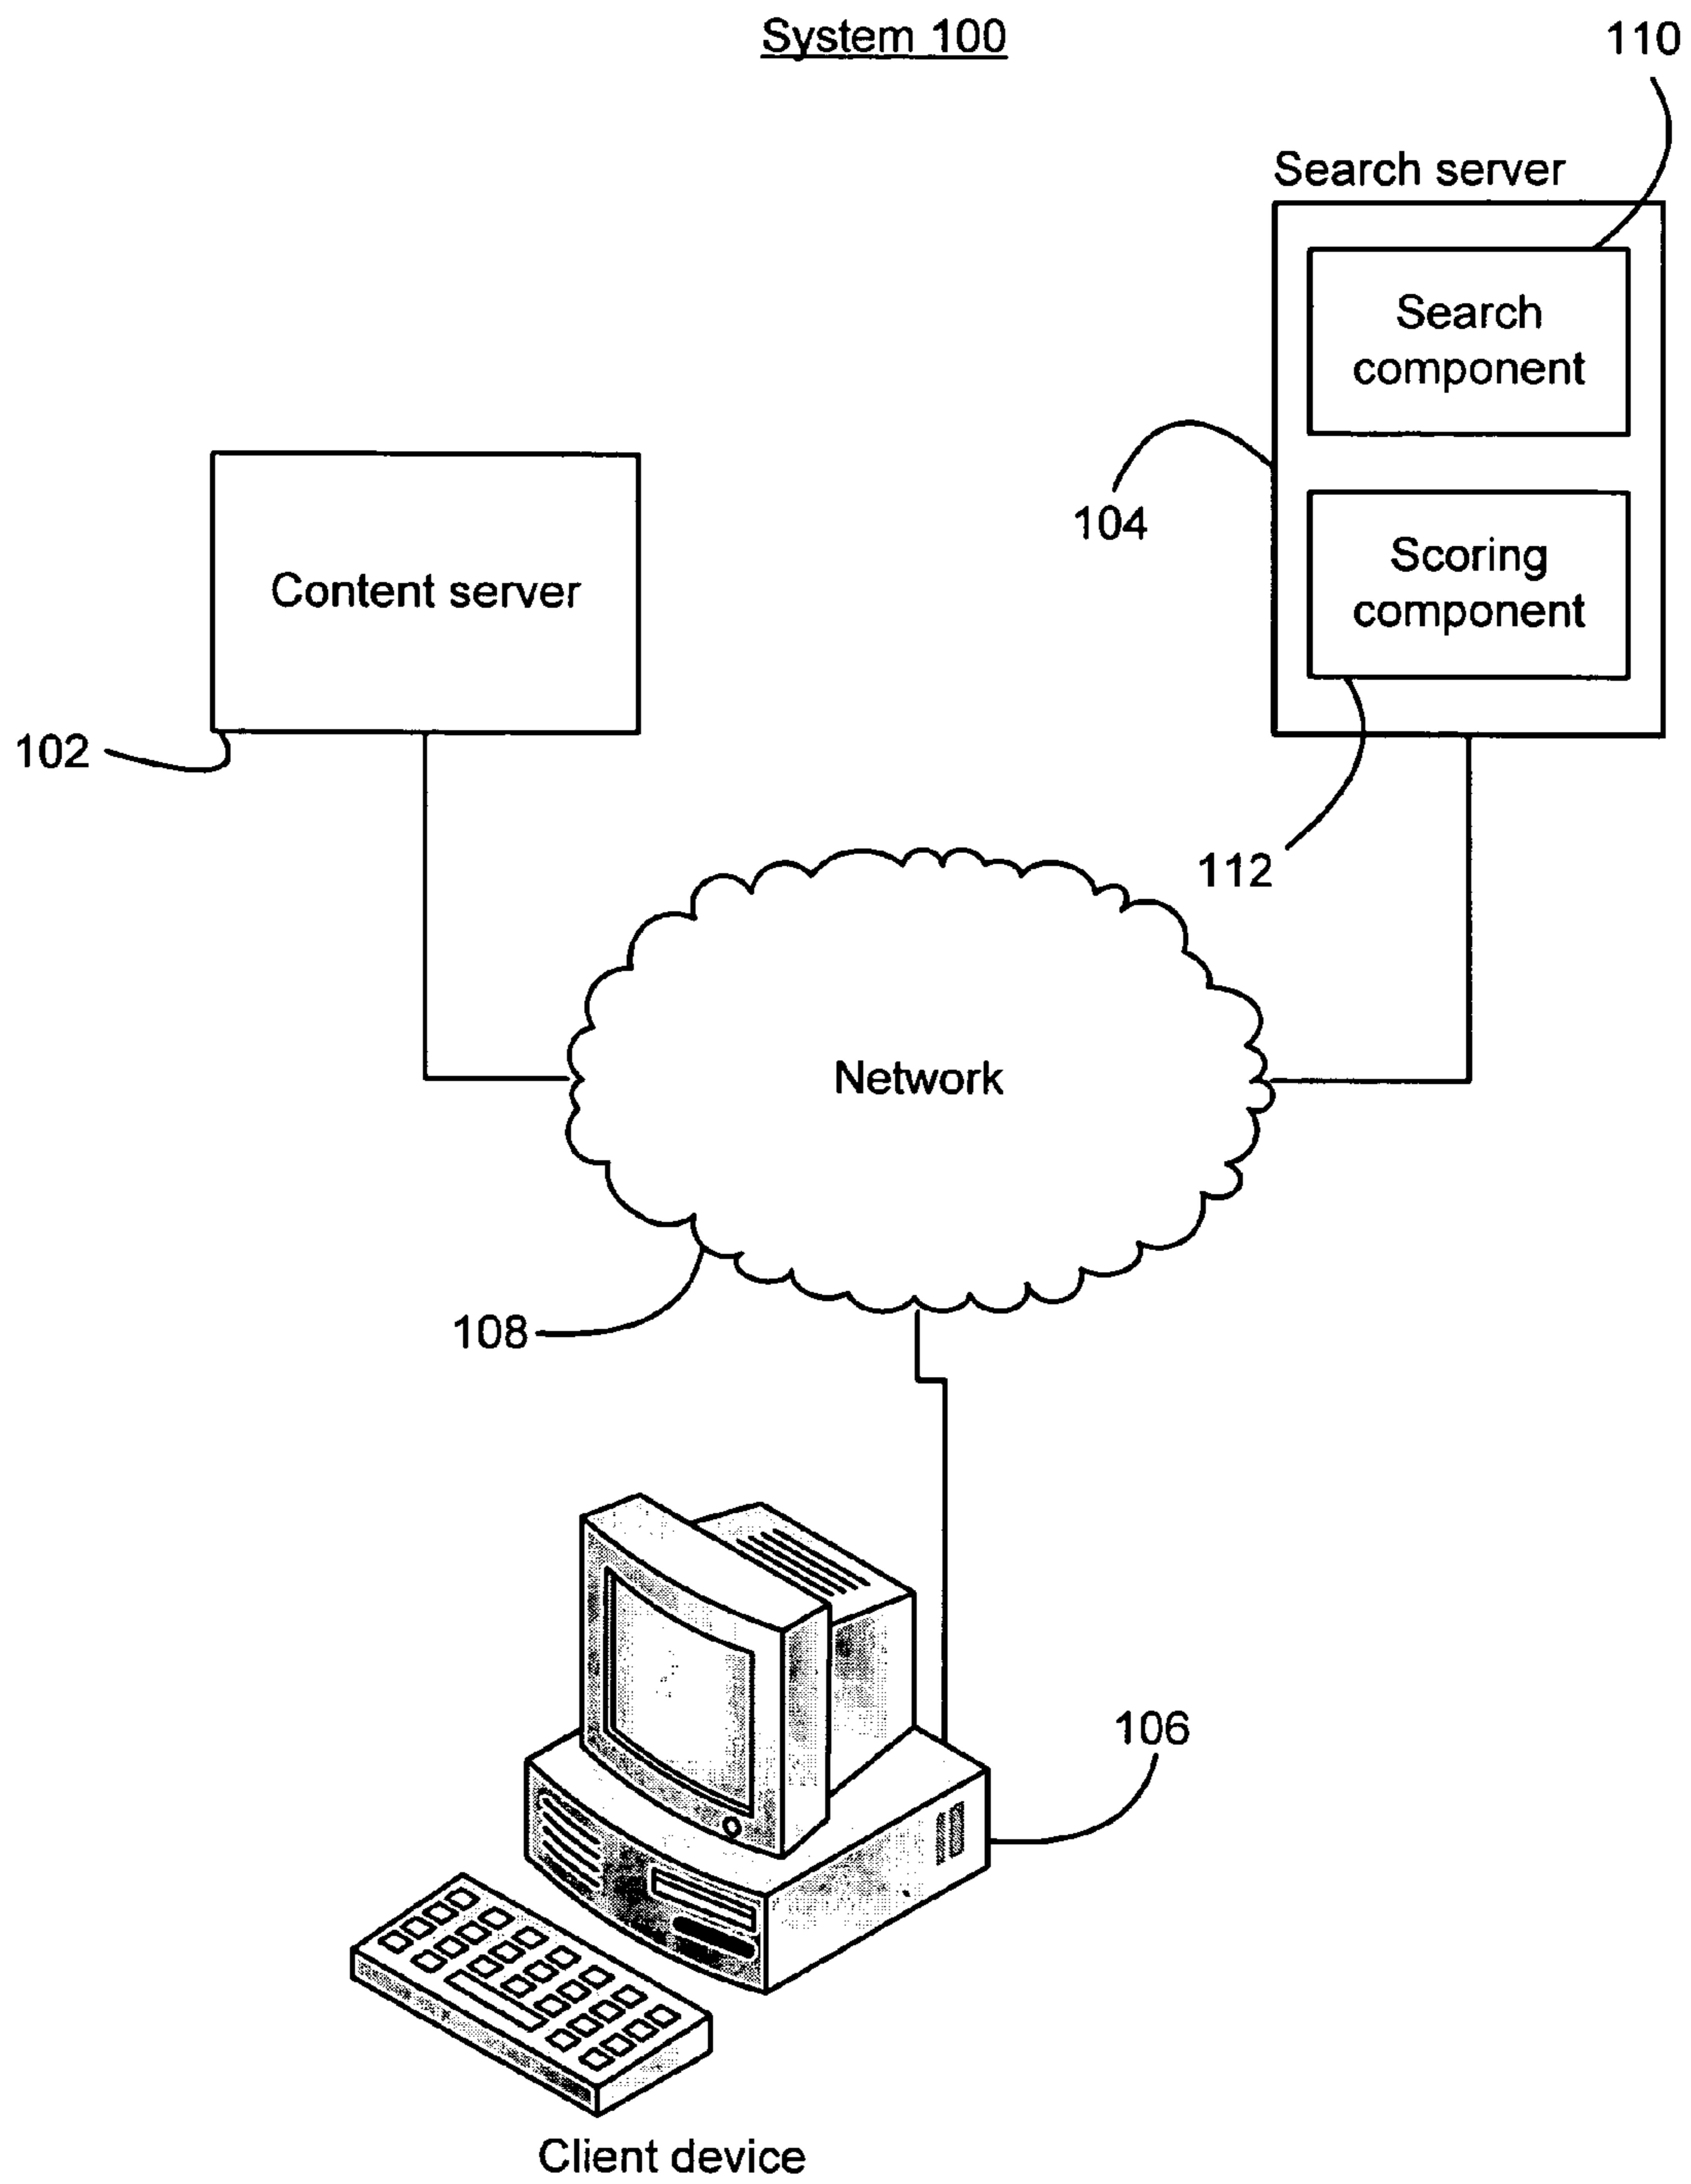 System 100
110
Search server
Search
component
104
Scoring
component
Content server
102
112
Network
108
106
Client device